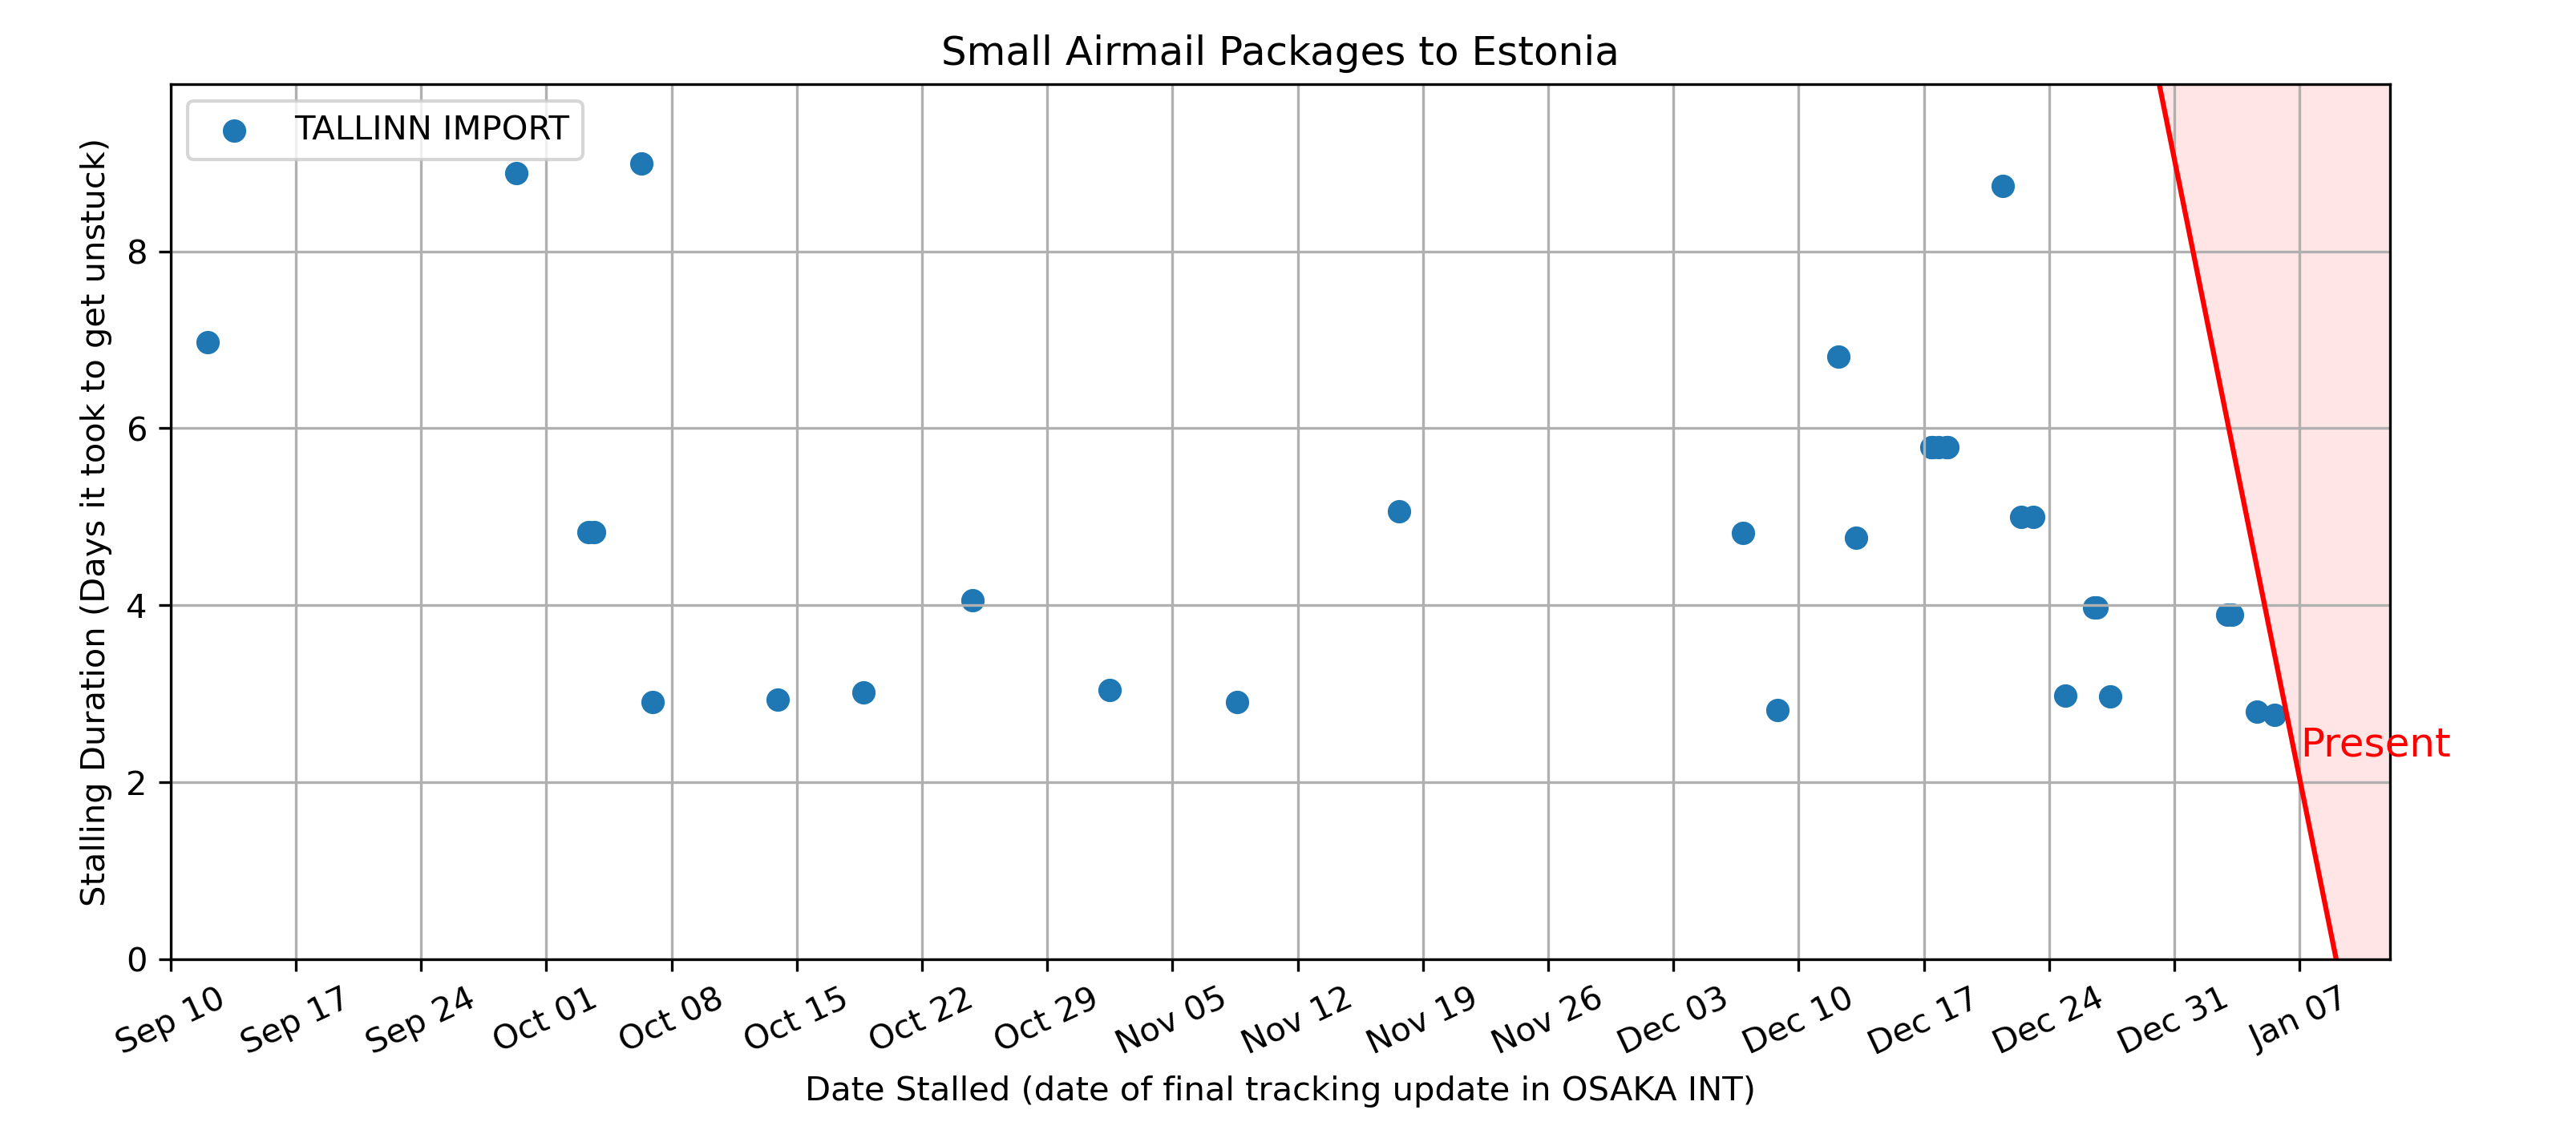 Small Airmail Packages to Estonia
TALLINN IMPORT
Stalling Duration (Days it took to get unstuck)
8
6
4
2
0
Present
Sep 10
Sep 17
Sep 24
Oct 01
Oct 08
Oct 15
Oct 22
Oct 29
Nov 05
Nov 12
Nov 19
Nov 26
Dec 03
Dec 10
Dec 17
Dec 24
Dec 31
Jan 07
Date Stalled (date of final tracking update in OSAKA INT)